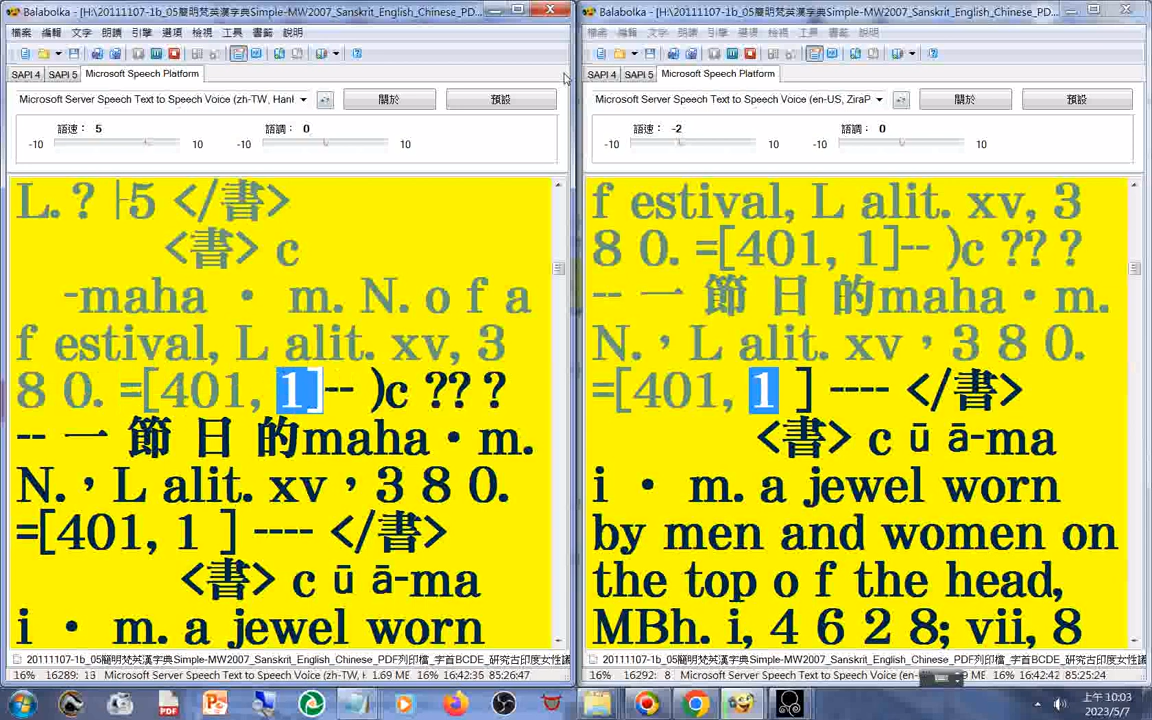 Balabolka - [H:\20111107-1b_05簡明梵英漢字典Simple-MW2007_Sanskrit_English_Chinese_PD...
檔案 編輯 文字 朗讀 引擎 選項 檢視 工具 書籤 說明
SAPI 4 SAPI 5 Microsoft Speech Platform
Microsoft Server Speech Text to Speech Voice (zh-TW, HanH
關於
預設
語速： 5
語調： 0
-10 10 -10 10
L. ? |-5 </書>
<書> c
-maha • m. N. o f a
f estival, L alit. xv, 3
8 0. =[401, 1]-- )c ?? ?
-- 一 節 日 的maha • m.
N.，L alit. xv，3 8 0.
=[401, 1 ] ---- </書>
<書> c ū ā-ma
i • m. a jewel worn
20111107-1b_05簡明梵英漢字典Simple-MW2007_Sanskrit_English_Chinese_PDF列印檔_字首BCDE_研究古印度女性議
16% 16289: 13 Microsoft Server Speech Text to Speech Voice (zh-TW, H 1.69 ME 16% 16:42:35 85:26:47
Balabolka - [H:\20111107-1b_05簡明梵英漢字典Simple-MW2007_Sanskrit_English_Chinese_PD...
檔案 編輯 文字 朗讀 引擎 選項 檢視 工具 書籤 說明
SAPI 4 SAPI 5 Microsoft Speech Platform
Microsoft Server Speech Text to Speech Voice (en-US, ZiraP
關於
預設
語速： -2
語調： 0
-10 10 -10 10
f estival, L alit. xv, 3
8 0. =[401, 1]-- )c ?? ?
-- 一 節 日 的maha • m.
N.，L alit. xv，3 8 0.
=[401, 1 ] ---- </書>
<書> c ū ā-ma
i • m. a jewel worn
by men and women on
the top o f the head,
MBh. i, 4 6 2 8; vii, 8
20111107-1b_05簡明梵英漢字典Simple-MW2007_Sanskrit_English_Chinese_PDF列印檔_字首BCDE_研究古印度女性議
16% 16292: 8 Microsoft Server Speech Text to Speech Voice (en-US ME 16% 16:42:42 85:25:24
PDF
上午 10:03
2023/5/7